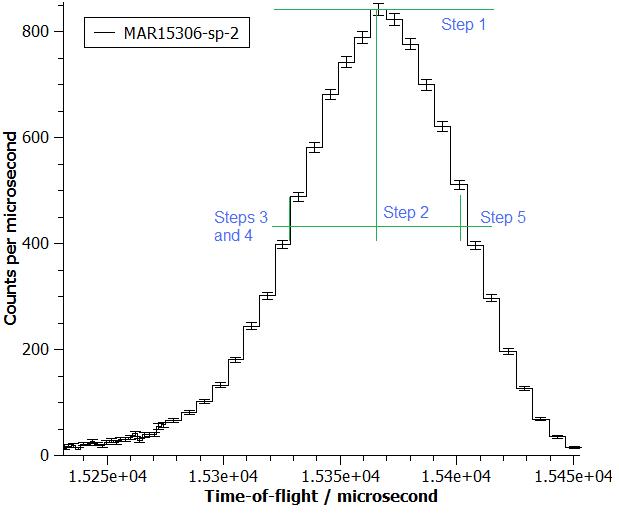 800
MAR15306-sp-2
Step 1
600
Counts per microsecond
Steps 3
and 4
Step 2
Step 5
400
200
0
1.525e+04
1.53e+04
1.535e+04
1.54e+04
1.545e+04
Time-of-flight / microsecond